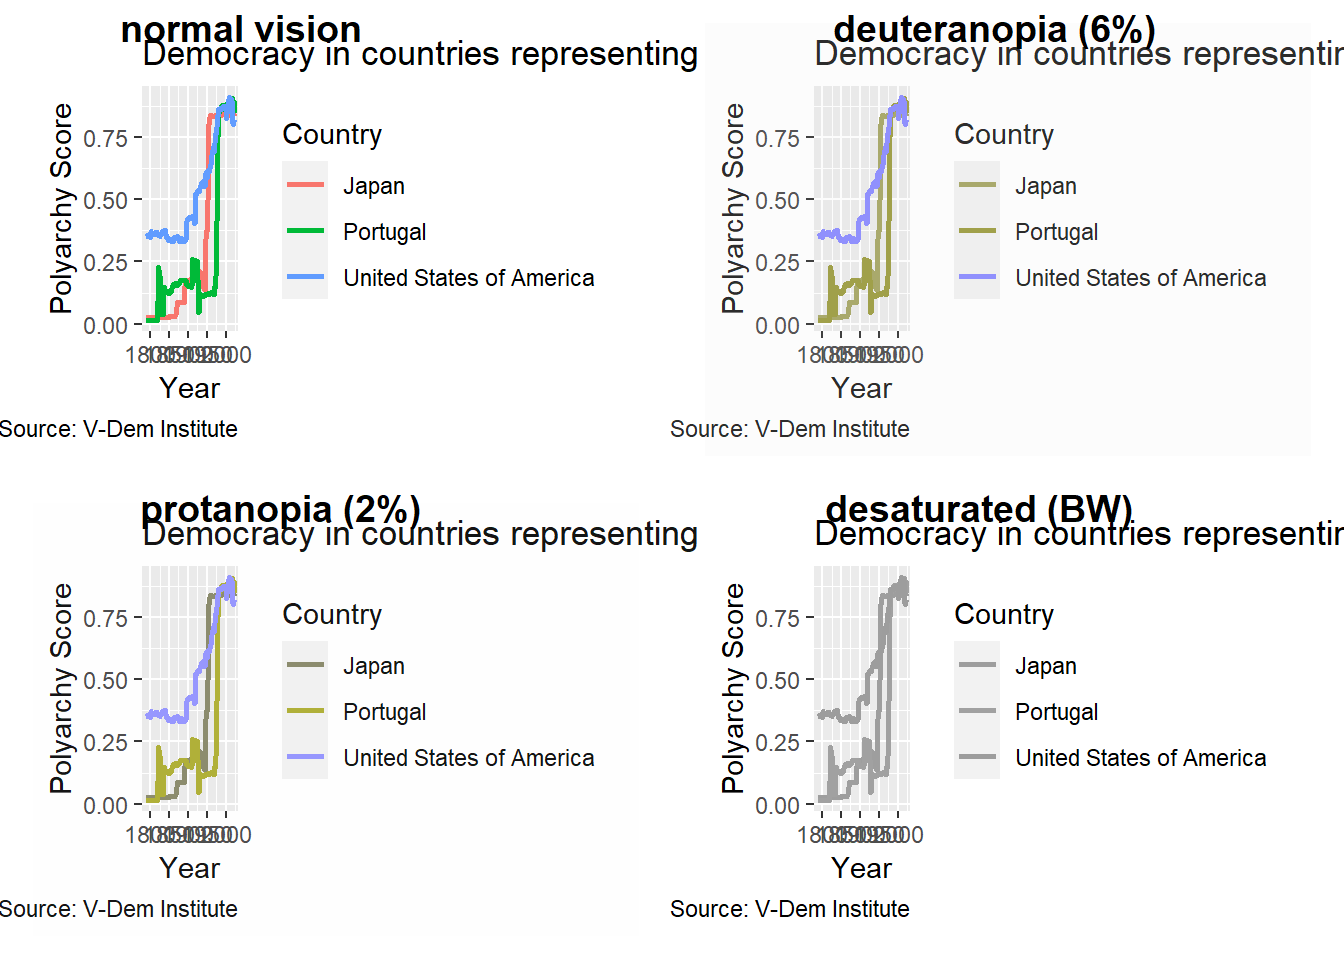 normal vision
Democracy in countries representing
Polyarchy Score
0.75
0.50
0.25
0.00
Year
Source: V-Dem Institute
Country
Japan
Portugal
United States of America
deuteranopia (6%)
Democracy in countries representin
Polyarchy Score
0.75
0.50
0.25
0.00
Year
Source: V-Dem Institute
Country
Japan
Portugal
United States of America
protanopia (2%)
Democracy in countries representing
Polyarchy Score
0.75
0.50
0.25
0.00
Year
Source: V-Dem Institute
Country
Japan
Portugal
United States of America
desaturated (BW)
Democracy in countries representin
Polyarchy Score
0.75
0.50
0.25
0.00
Year
Source: V-Dem Institute
Country
Japan
Portugal
United States of America